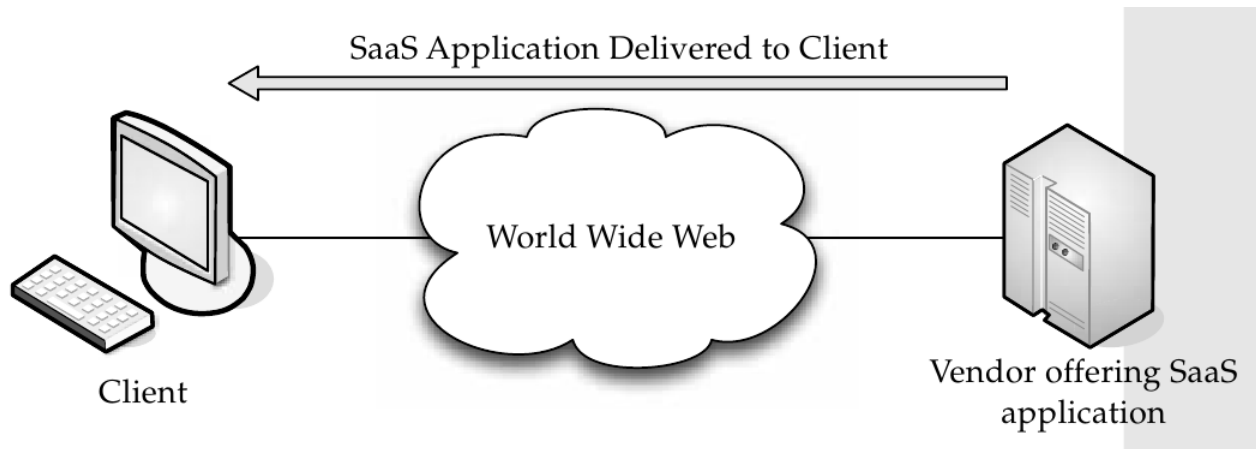 SaaS Application Delivered to Client
World Wide Web
Client
Vendor offering SaaS
application